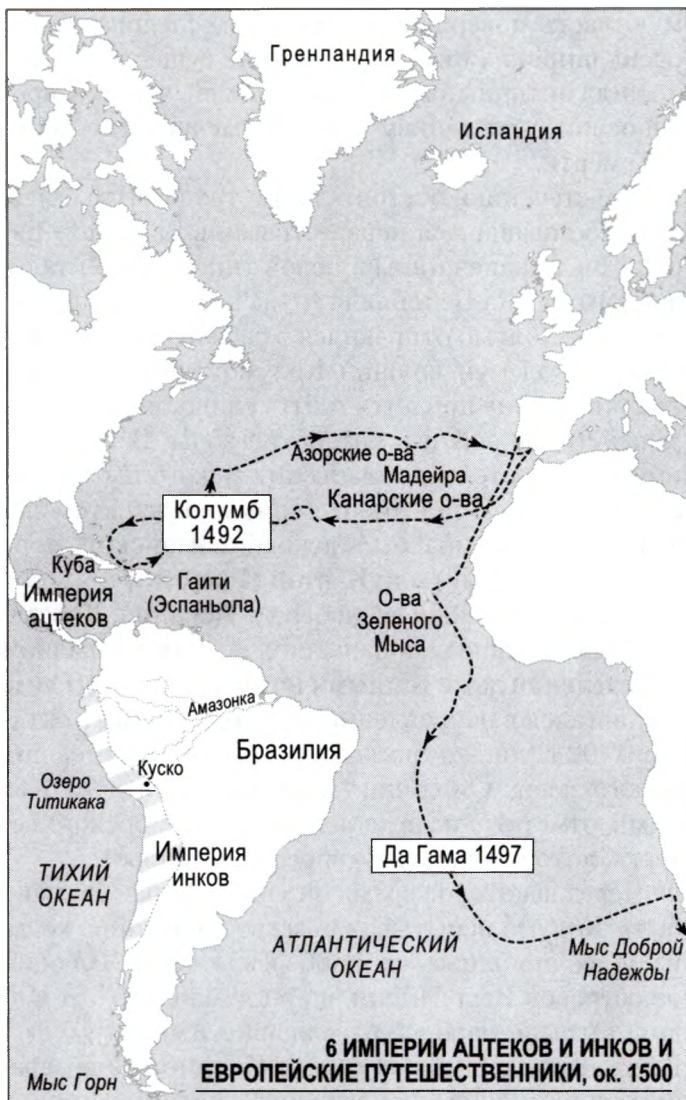 Гренландия
Исландия
Азорские о-ва
Мадейра
Канарские о-ва
Колумб
1492
Куба
Империя
ацтеков
Гаити
(Эспаньола)
О-ва
Зеленого
Мыса
Амазонка
Бразилия
Куско
Озеро
Титикака
Империя
инков
Да Гама 1497
ТИХИЙ
ОКЕАН
АТЛАНТИЧЕСКИЙ
ОКЕАН
Мыс Доброй
Надежды
Мыс Горн
6 ИМПЕРИИ АЦТЕКОВ И ИНКОВ И
ЕВРОПЕЙСКИЕ ПУТЕШЕСТВЕННИКИ, ок. 1500